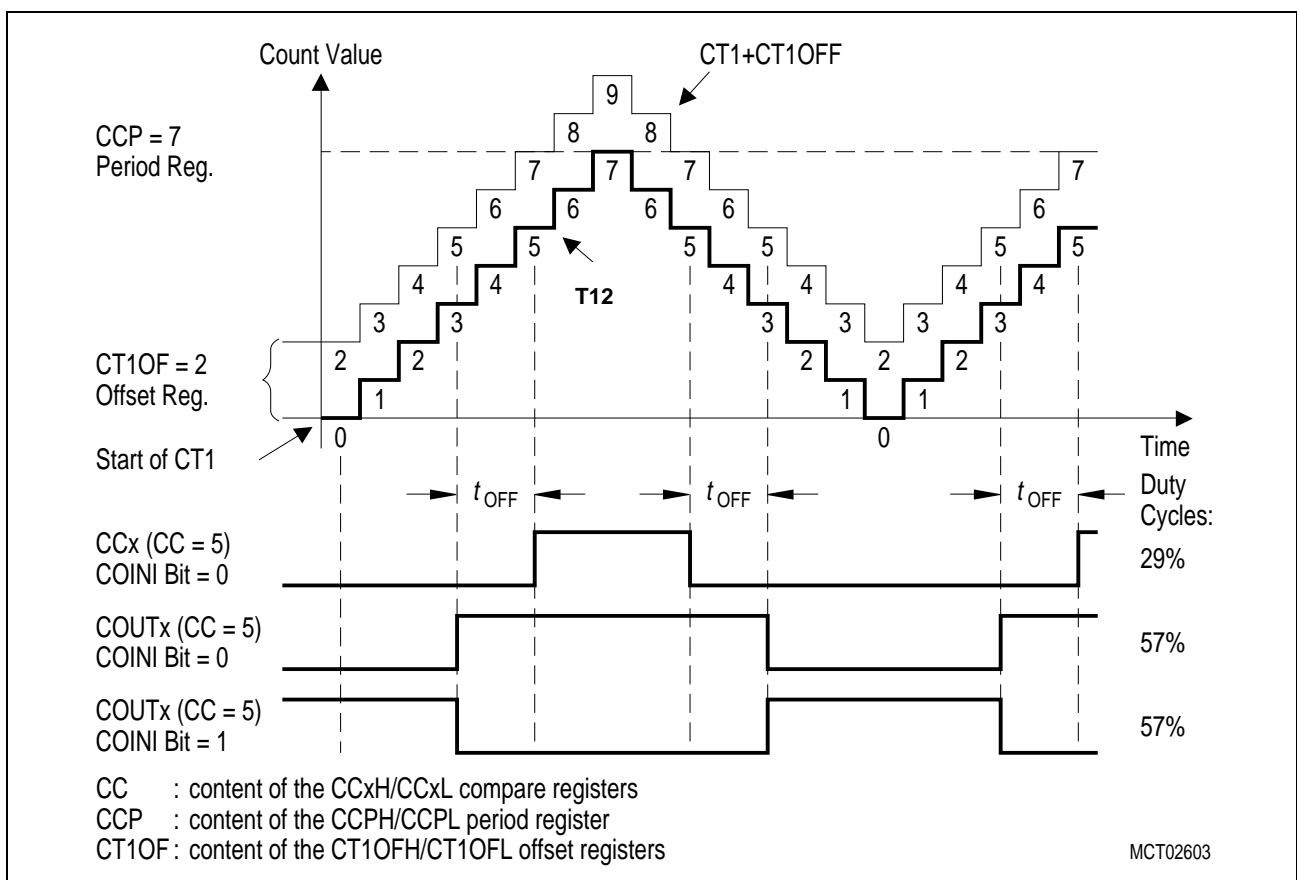 Count Value
CT1+CT1OFF
9
8 8
CCP = 7
Period Reg.
7 7 7 7
6 6 6 6 6
5 5 5 5 5 5
T12
4 4 4 4 4 4
3 3 3 3 3 3
CT1OF = 2
Offset Reg.
2 2 2 2 2
1 1 1
0 0
Start of CT1
Time
t OFF t OFF t OFF
Duty
Cycles:
CCx (CC = 5)
COINI Bit = 0
29%
COUTx (CC = 5)
COINI Bit = 0
57%
COUTx (CC = 5)
COINI Bit = 1
57%
CC : content of the CCxH/CCxL compare registers
CCP : content of the CCPH/CCPL period register
CT1OF : content of the CT1OFH/CT1OFL offset registers
MCT02603